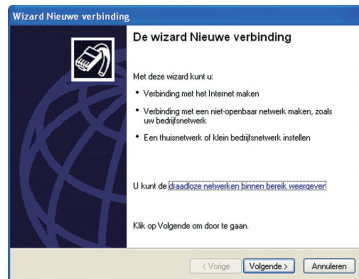 Wizard Nieuwe verbinding
De wizard Nieuwe verbinding
Met deze wizard kunt u:
• Verbinding met het Internet maken
• Verbinding met een niet-openbaar netwerk maken, zoals
uw bedrijfsnetwerk
• Een thuisnetwerk of klein bedrijfsnetwerk instellen
U kunt de draadloze netwerken binnen bereik weergeven
Klik op Volgende om door te gaan.
< Vorige Volgende > Annuleren